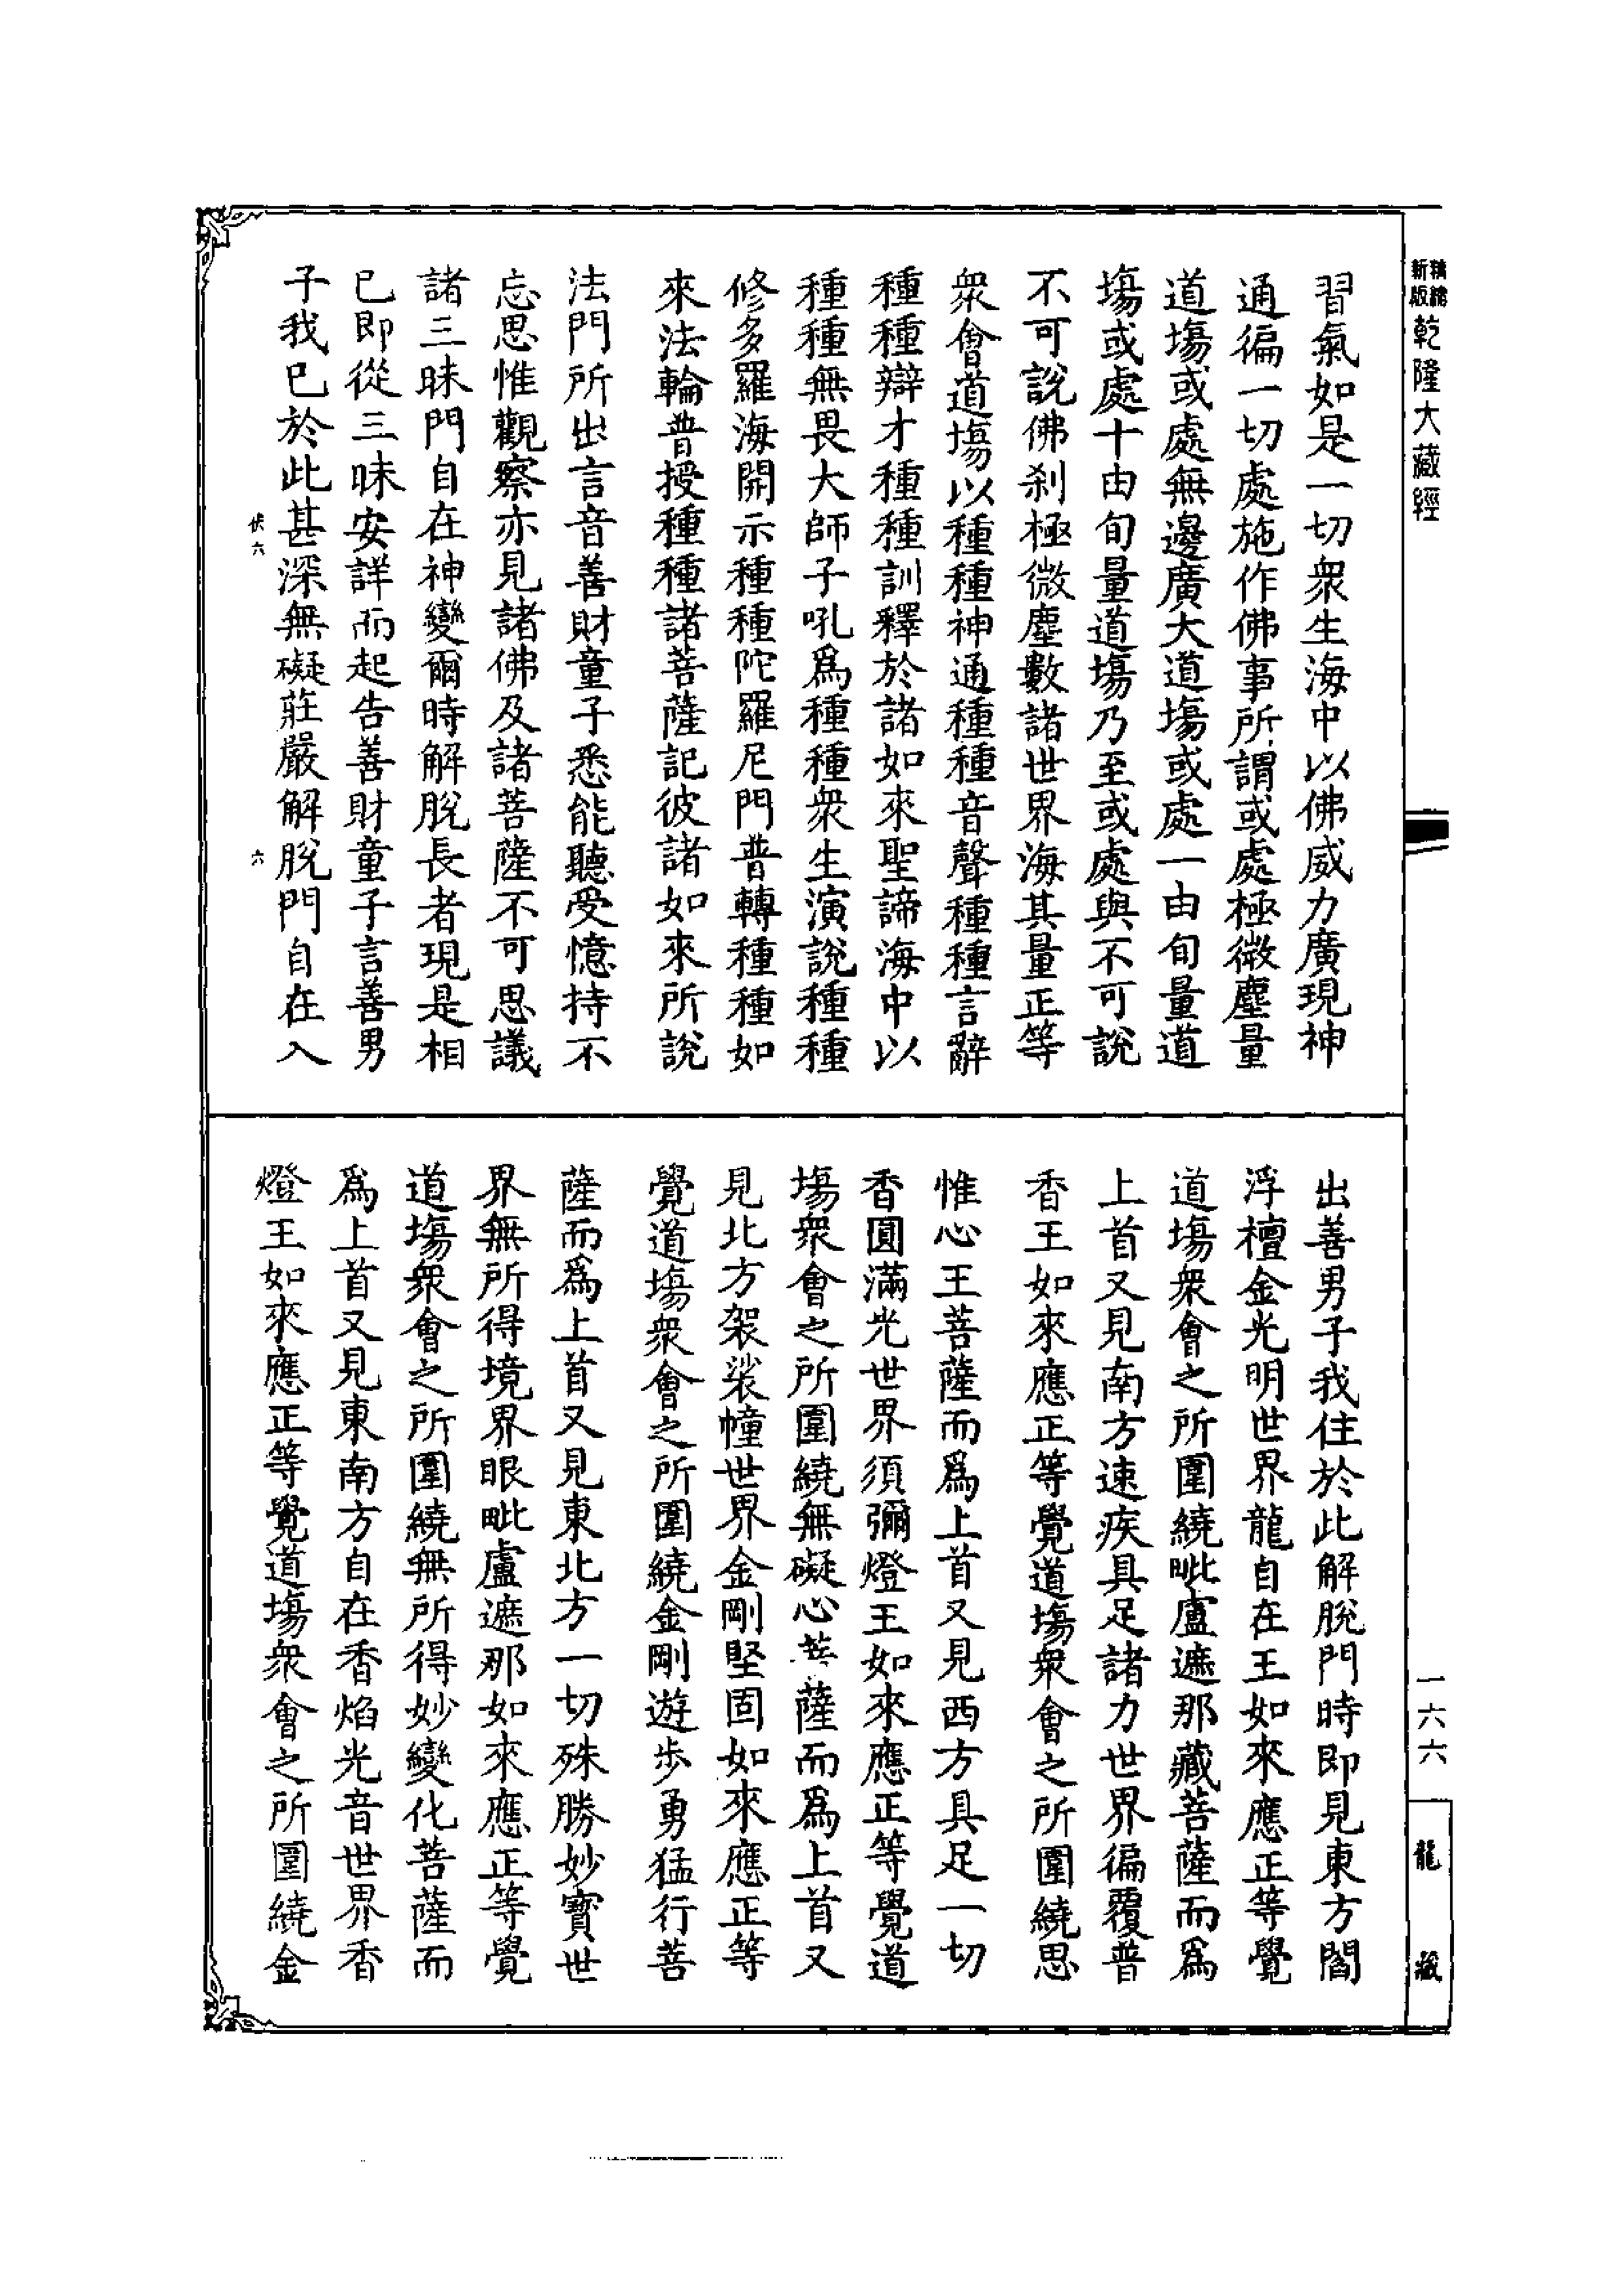 精縮
新版
乾隆大藏經
習氣如是一切衆生海中以佛威力廣現神
通徧一切處施作佛事所謂或處極微塵量
道塲或處無邊廣大道塲或處一由旬量道
塲或處十由旬量道塲乃至或處與不可說
不可說佛刹極微塵數諸世界海其量正等
衆會道塲以種種神通種種音聲種種言辭
種種辯才種種訓釋於諸如來聖諦海中以
種種無畏大師子吼爲種種衆生演說種種
修多羅海開示種種陀羅尼門普轉種種如
來法輪普授種種諸菩薩記彼諸如來所說
法門所出言音善財童子悉能聽受憶持不
忘思惟觀察亦見諸佛及諸菩薩不可思議
諸三昧門自在神變爾時解脫長者現是相
已即從三昧安詳而起告善財童子言善男
子我已於此甚深無礙莊嚴解脫門自在入
伏六
六
出善男子我住於此解脫門時即見東方閻
浮檀金光明世界龍自在王如來應正等覺
道塲衆會之所圍繞毗盧遮那藏菩薩而爲
上首又見南方速疾具足諸力世界徧覆普
香王如來應正等覺道塲衆會之所圍繞思
惟心王菩薩而爲上首又見西方具足一切
香圓滿光世界須彌燈王如來應正等覺道
塲衆會之所圍繞無礙心菩薩而爲上首又
見北方袈裟幢世界金剛堅固如來應正等
覺道塲衆會之所圍繞金剛遊步勇猛行菩
薩而爲上首又見東北方一切殊勝妙寶世
界無所得境界眼毗盧遮那如來應正等覺
道塲衆會之所圍繞無所得妙變化菩薩而
爲上首又見東南方自在香焰光音世界香
燈王如來應正等覺道塲衆會之所圍繞金
一六六
龍藏